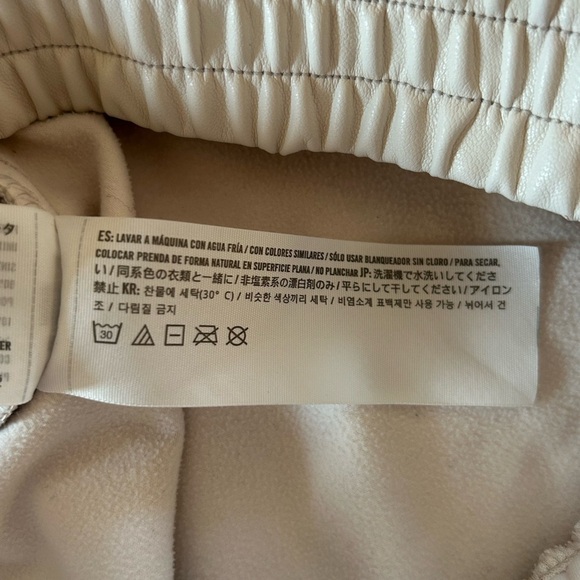 ES: LAVAR A MÁQUINA CON AGUA FRÍA / CON COLORES SIMILARES / SÓLO USAR BLANQUEADOR SIN CLORO / PARA SECAR,
COLOCAR PRENDA DE FORMA NATURAL EN SUPERFICIE PLANA / NO PLANCHAR JP: 洗濯機で水洗いしてくださ
い / 同系色の衣類と一緒に / 非塩素系の漂白剤のみ / 平らにして干してください / アイロン
禁止 KR: 찬물에 세탁(30° C) / 비슷한 색상끼리 세탁 / 비염소계 표백제만 사용 가능 / 뉘어서 건
조 / 다림질 금지
30